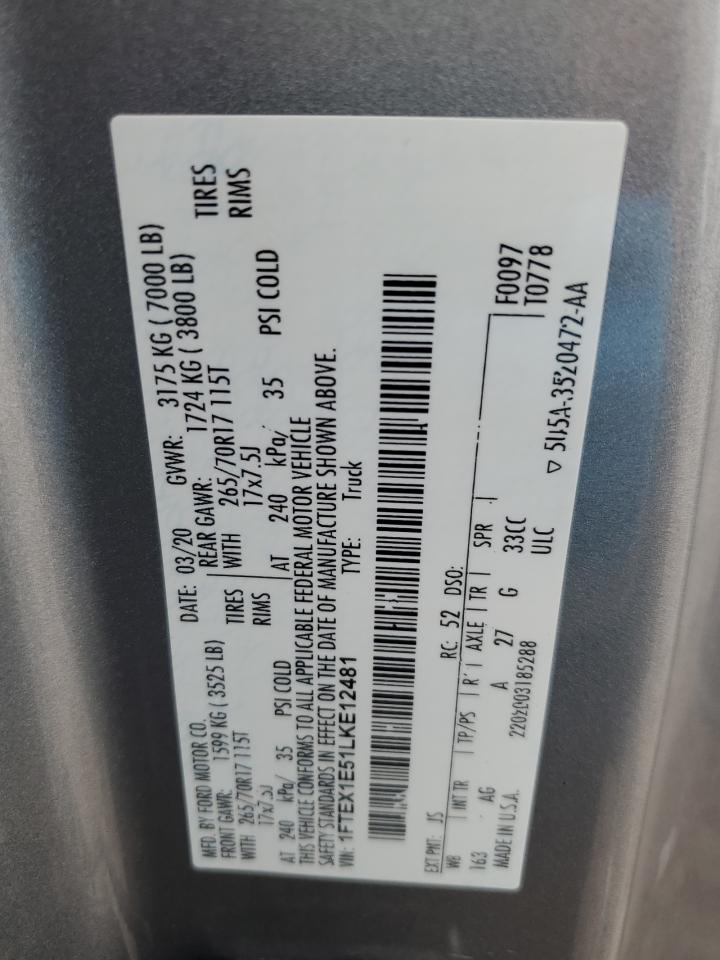 MFD. BY FORD MOTOR CO.
DATE: 03/20 GVWR: 3175 KG ( 7000 LB)
FRONT GAWR: 1599 KG ( 3525 LB) REAR GAWR: 1724 KG ( 3800 LB)
WITH 265/70R17 115T TIRES WITH 265/70R17 115T TIRES
17x7.5J RIMS 17x7.5J RIMS
AT 240 kPa/ 35 PSI COLD AT 240 kPa/ 35 PSI COLD
THIS VEHICLE CONFORMS TO ALL APPLICABLE FEDERAL MOTOR VEHICLE
SAFETY STANDARDS IN EFFECT ON THE DATE OF MANUFACTURE SHOWN ABOVE.
VIN: 1FTEX1E51LKE12481 TYPE: Truck
EXT PNT: JS RC: 52 DSO: F0097
T0778
WB INT TR TP/PS R AXLE TR SPR
163 AG A 27 G 33CC
MADE IN U.S.A. ULC